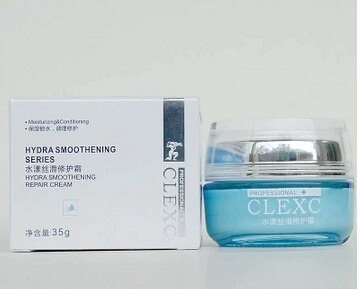 • Moisturizing&Conditioning
• 保湿锁水，调理修护
HYDRA SMOOTHENING
SERIES
水漾丝滑修护霜
HYDRA SMOOTHENING
REPAIR CREAM
净含量:35g
PROFESSIONAL +
CLEXC
PROFESSIONAL +
CLEXC
水漾丝滑修护霜